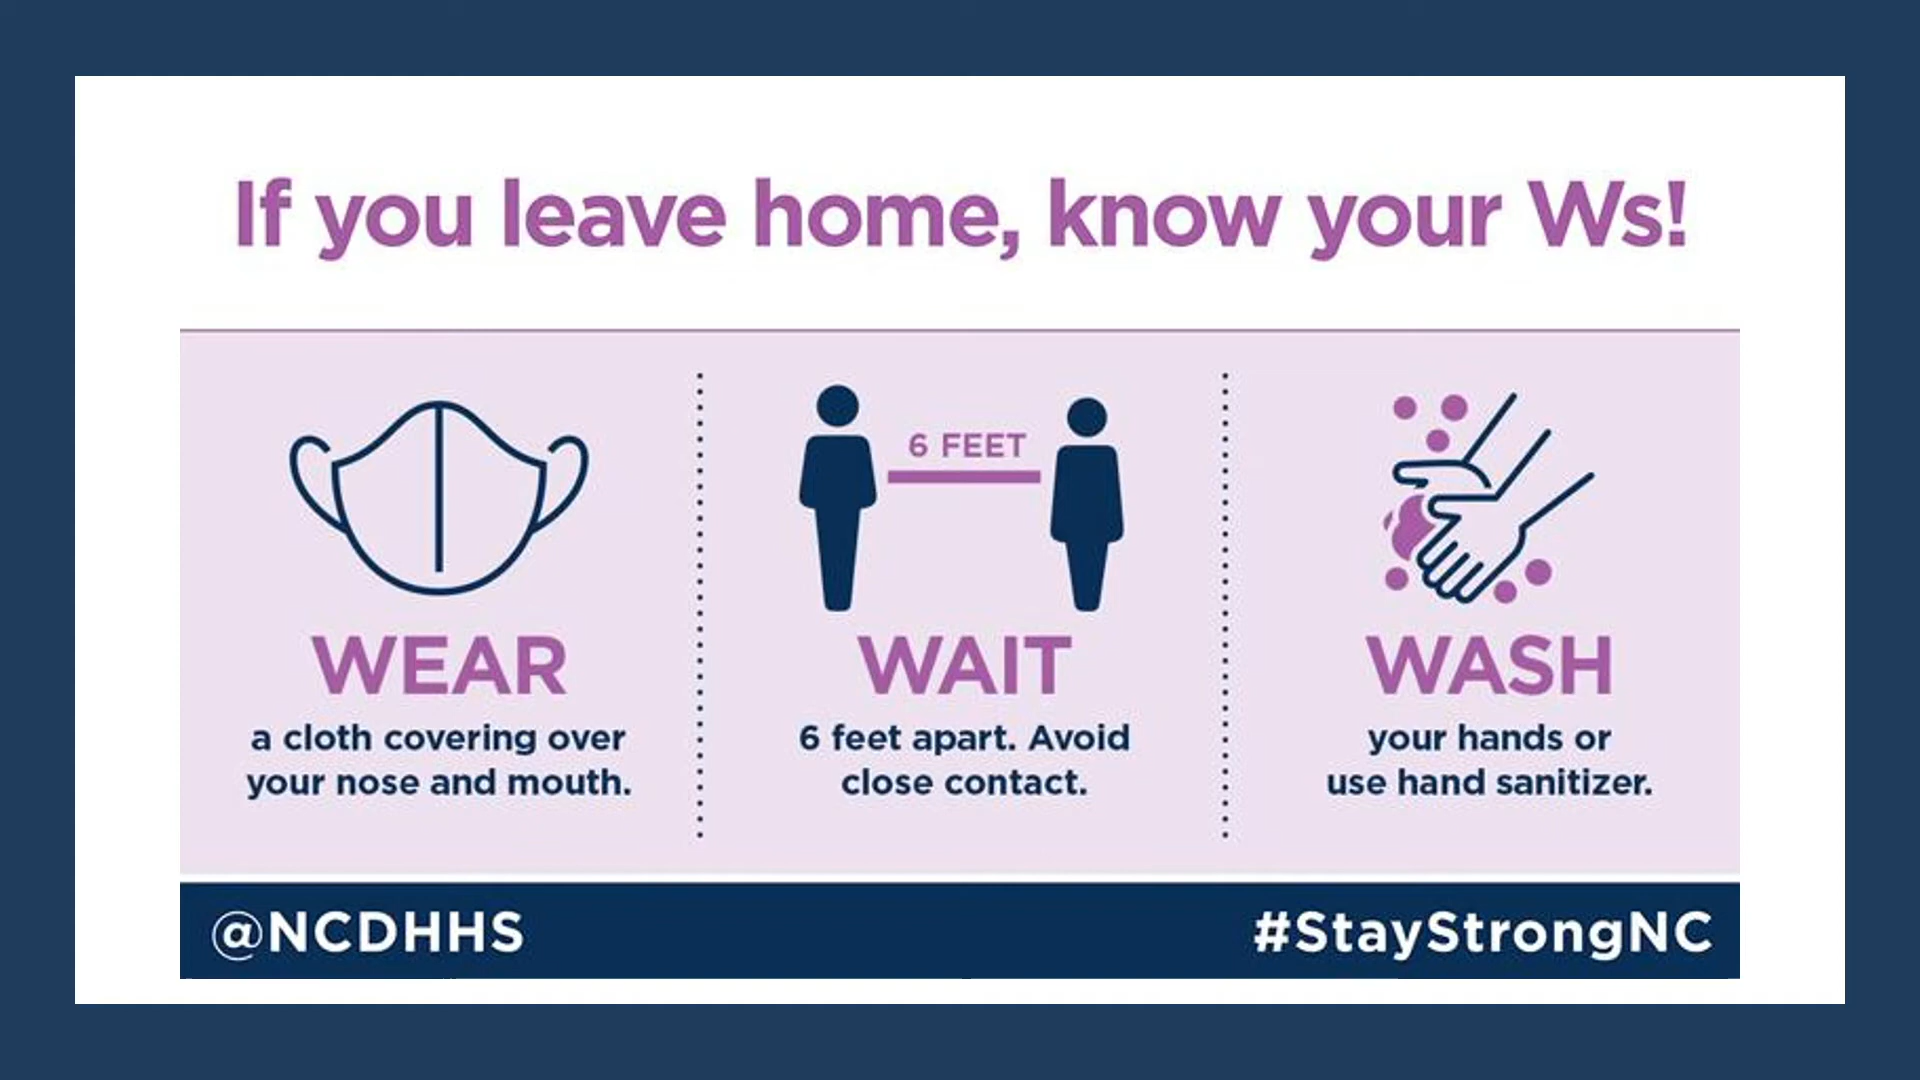 If you leave home, know your Ws!
6 FEET
WEAR
a cloth covering over
your nose and mouth.
WAIT
6 feet apart. Avoid
close contact.
WASH
your hands or
use hand sanitizer.
@NCDHHS
#StayStrongNC